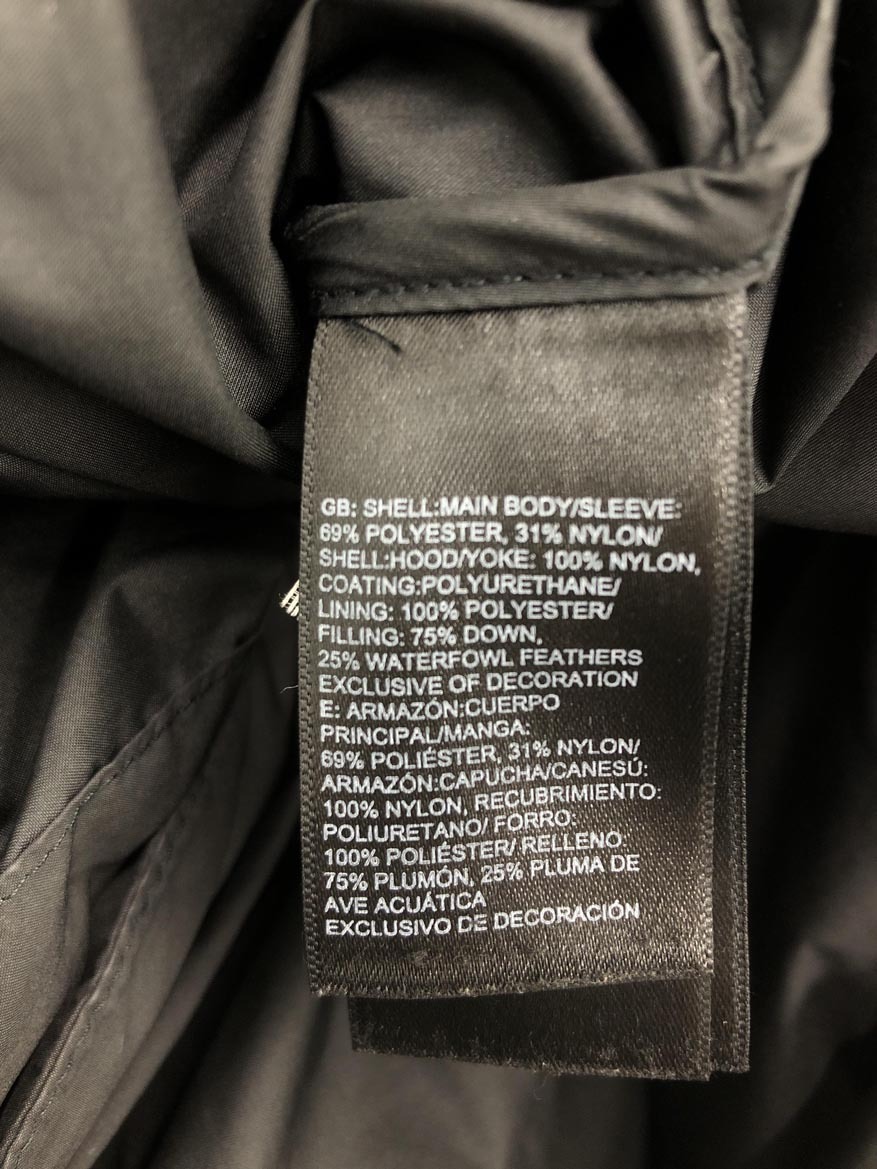 GB: SHELL:MAIN BODY/SLEEVE:
69% POLYESTER, 31% NYLON/
SHELL:HOOD/YOKE: 100% NYLON,
COATING:POLYURETHANE/
LINING: 100% POLYESTER/
FILLING: 75% DOWN,
25% WATERFOWL FEATHERS
EXCLUSIVE OF DECORATION
E: ARMAZÓN:CUERPO
PRINCIPAL/MANGA:
69% POLIÉSTER, 31% NYLON/
ARMAZÓN:CAPUCHA/CANESÚ:
100% NYLON, RECUBRIMIENTO:
POLIURETANO/ FORRO:
100% POLIÉSTER/ RELLENO
75% PLUMÓN, 25% PLUMA DE
AVE ACUÁTICA
EXCLUSIVO DE DECORACIÓN